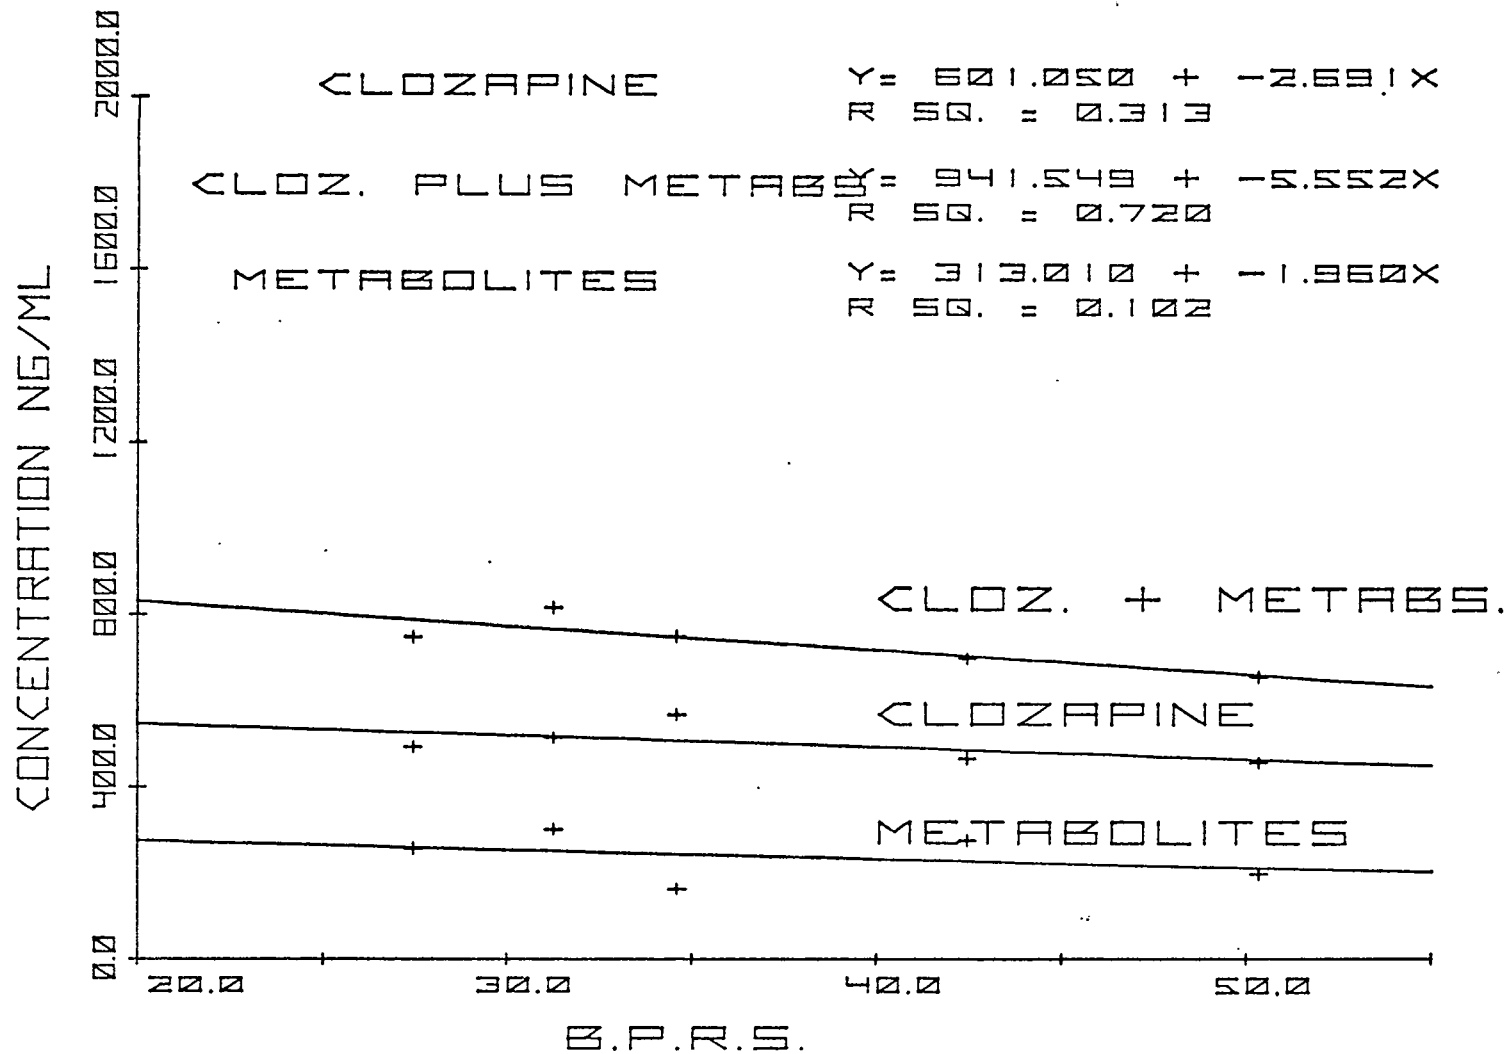 CLOZAPINE Y= 601.050 + -2.691X
R SQ. = 0.313
CLOZ. PLUS METABS Y= 941.549 + -5.552X
R SQ. = 0.720
METABOLITES Y= 313.010 + -1.960X
R SQ. = 0.102
CONCENTRATION NG/ML
2000.0
1600.0
1200.0
800.0
400.0
0.0
CLOZ. + METABS.
CLOZAPINE
METABOLITES
20.0 30.0 40.0 50.0
B.P.R.S.